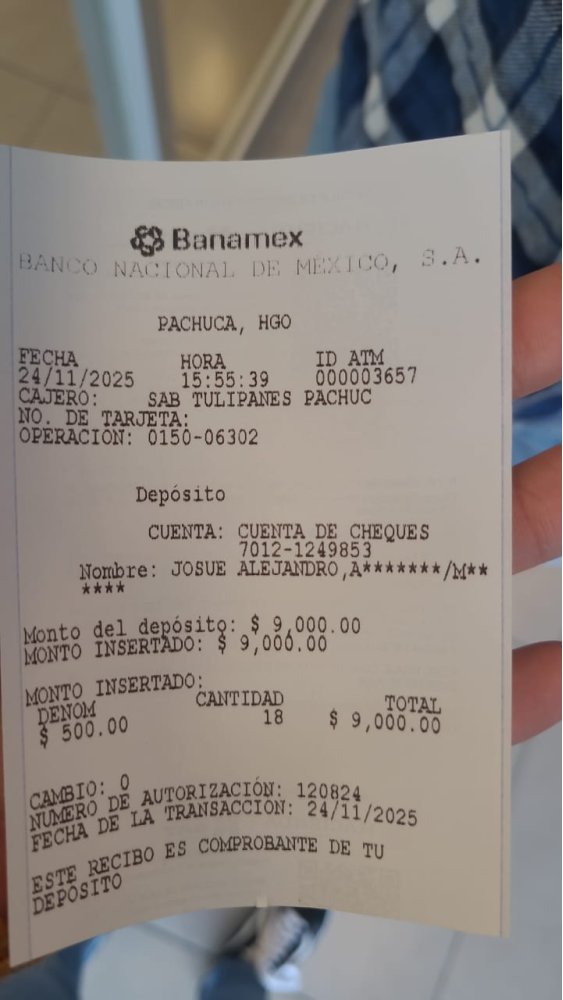 Banamex
BANCO NACIONAL DE MÉXICO, S.A.
PACHUCA, HGO
FECHA HORA ID ATM
24/11/2025 15:55:39 000003657
CAJERO: SAB TULIPANES PACHUC
NO. DE TARJETA:
OPERACIÓN: 0150-06302
Depósito
CUENTA: CUENTA DE CHEQUES
7012-1249853
Nombre: JOSUE ALEJANDRO,A*******/M**
****
Monto del depósito: $ 9,000.00
MONTO INSERTADO: $ 9,000.00
MONTO INSERTADO:
DENOM CANTIDAD TOTAL
$ 500.00 18 $ 9,000.00
CAMBIO: 0
NUMERO DE AUTORIZACIÓN: 120824
FECHA DE LA TRANSACCIÓN: 24/11/2025
ESTE RECIBO ES COMPROBANTE DE TU
DEPÓSITO